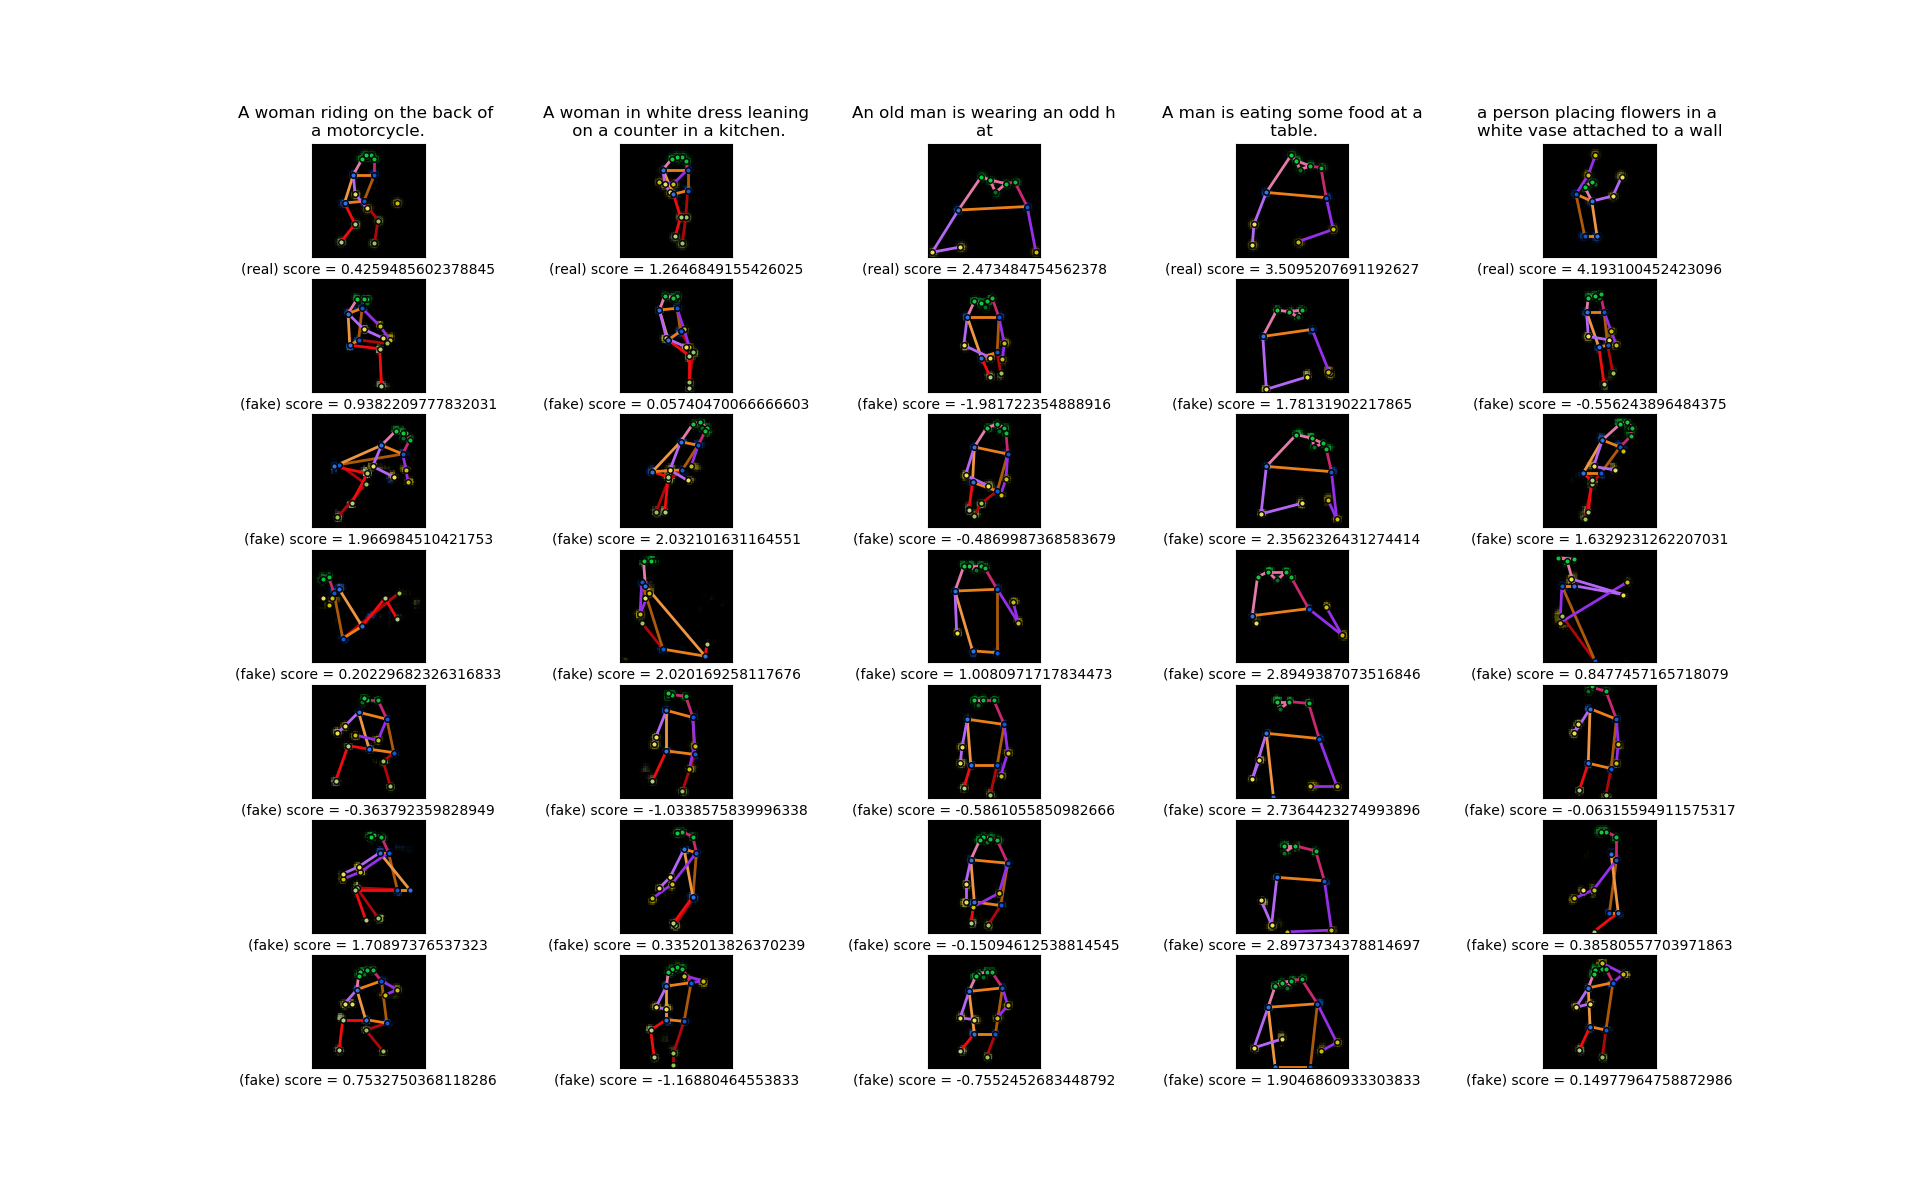 A woman riding on the back of
a motorcycle.
A woman in white dress leaning
on a counter in a kitchen.
An old man is wearing an odd h
at
A man is eating some food at a
table.
a person placing flowers in a
white vase attached to a wall
(real) score = 0.4259485602378845
(real) score = 1.2646849155426025
(real) score = 2.473484754562378
(real) score = 3.5095207691192627
(real) score = 4.193100452423096
(fake) score = 0.9382209777832031
(fake) score = 0.05740470066666603
(fake) score = -1.981722354888916
(fake) score = 1.78131902217865
(fake) score = -0.556243896484375
(fake) score = 1.966984510421753
(fake) score = 2.032101631164551
(fake) score = -0.4869987368583679
(fake) score = 2.3562326431274414
(fake) score = 1.6329231262207031
(fake) score = 0.20229682326316833
(fake) score = 2.020169258117676
(fake) score = 1.0080971717834473
(fake) score = 2.8949387073516846
(fake) score = 0.8477457165718079
(fake) score = -0.363792359828949
(fake) score = -1.0338575839996338
(fake) score = -0.5861055850982666
(fake) score = 2.7364423274993896
(fake) score = -0.06315594911575317
(fake) score = 1.70897376537323
(fake) score = 0.3352013826370239
(fake) score = -0.15094612538814545
(fake) score = 2.8973734378814697
(fake) score = 0.38580557703971863
(fake) score = 0.7532750368118286
(fake) score = -1.16880464553833
(fake) score = -0.7552452683448792
(fake) score = 1.9046860933303833
(fake) score = 0.14977964758872986